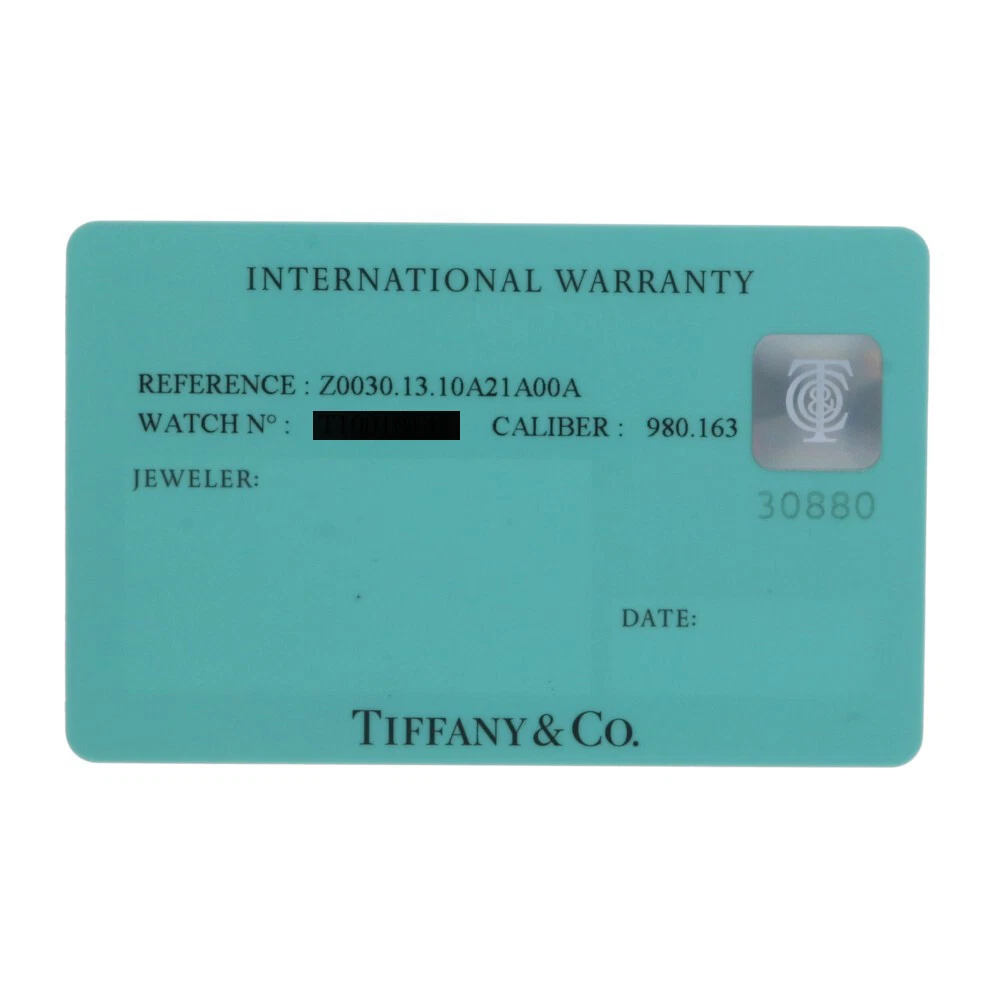 INTERNATIONAL WARRANTY
REFERENCE : Z0030.13.10A21A00A
WATCH N° :
CALIBER : 980.163
JEWELER:
30880
DATE:
TIFFANY & CO.